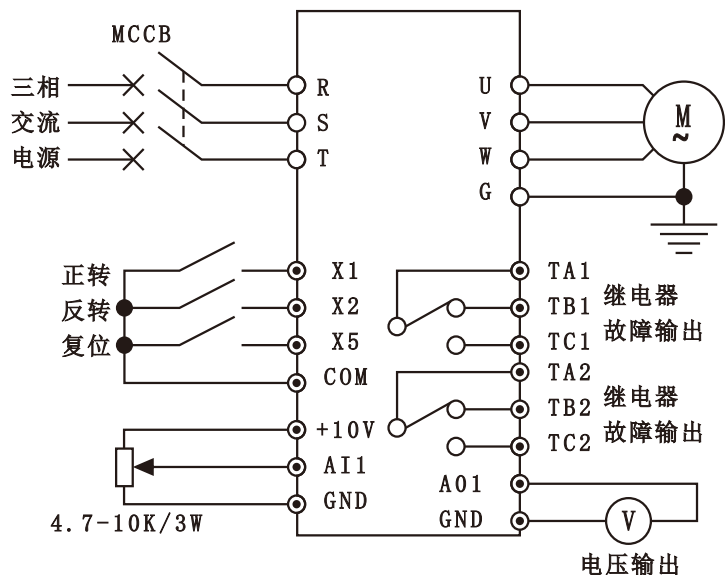 MCCB
三相
交流
电源
R
S
T
U
V
W
G
M
~
正转
反转
复位
X1
X2
X5
COM
TA1
TB1
TC1
继电器
故障输出
TA2
TB2
TC2
继电器
故障输出
+10V
AI1
GND
4.7-10K/3W
AO1
GND
V
电压输出